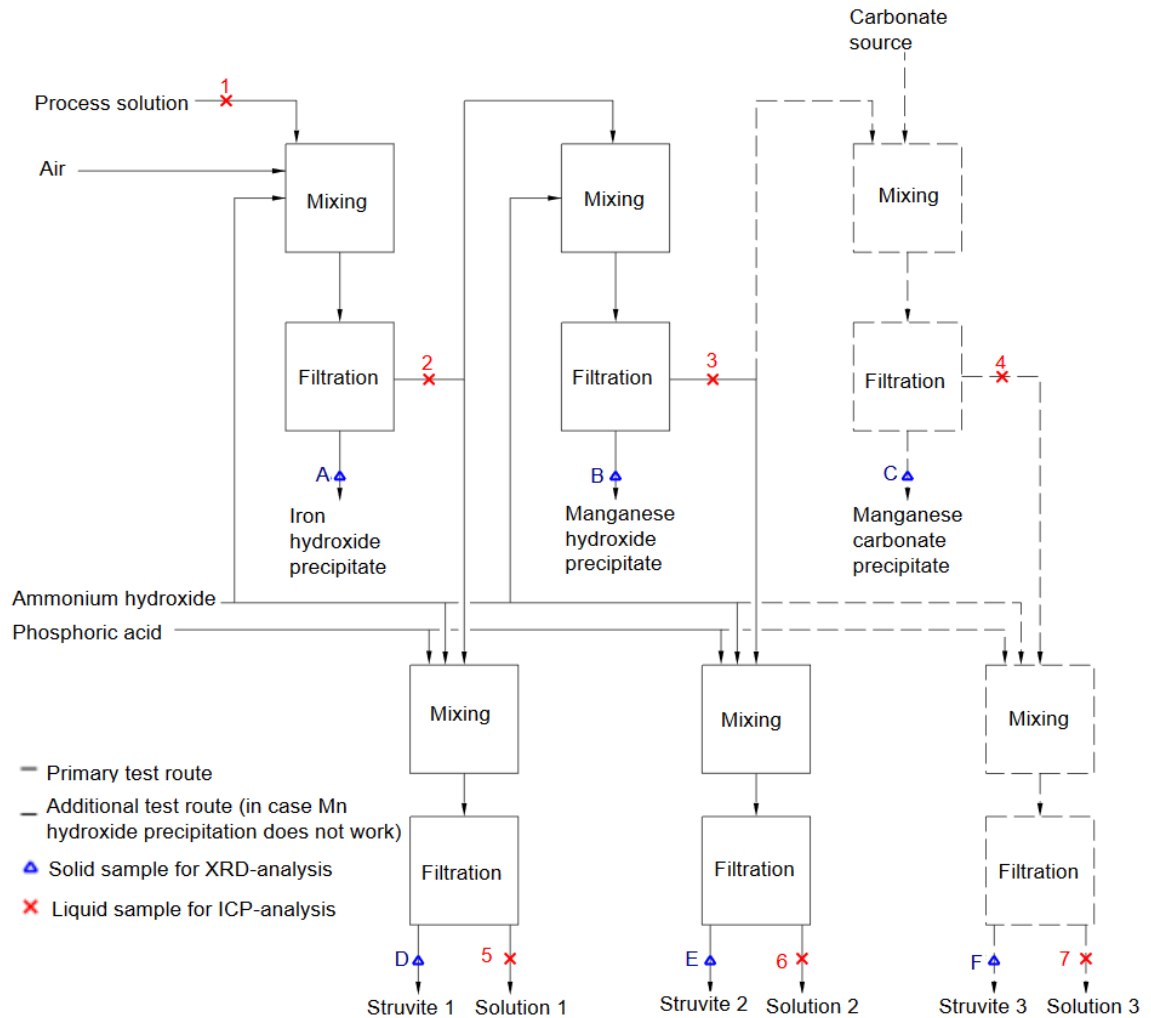 Carbonate
source
1
Process solution
Air
Mixing
Mixing
Mixing
2
3
4
Filtration
Filtration
Filtration
A
B
C
Iron
hydroxide
precipitate
Manganese
hydroxide
precipitate
Manganese
carbonate
precipitate
Ammonium hydroxide
Phosphoric acid
Mixing
Mixing
Mixing
Primary test route
Additional test route (in case Mn
hydroxide precipitation does not work)
Solid sample for XRD-analysis
Liquid sample for ICP-analysis
Filtration
Filtration
Filtration
D
5
E
6
F
7
Struvite 1
Solution 1
Struvite 2
Solution 2
Struvite 3
Solution 3